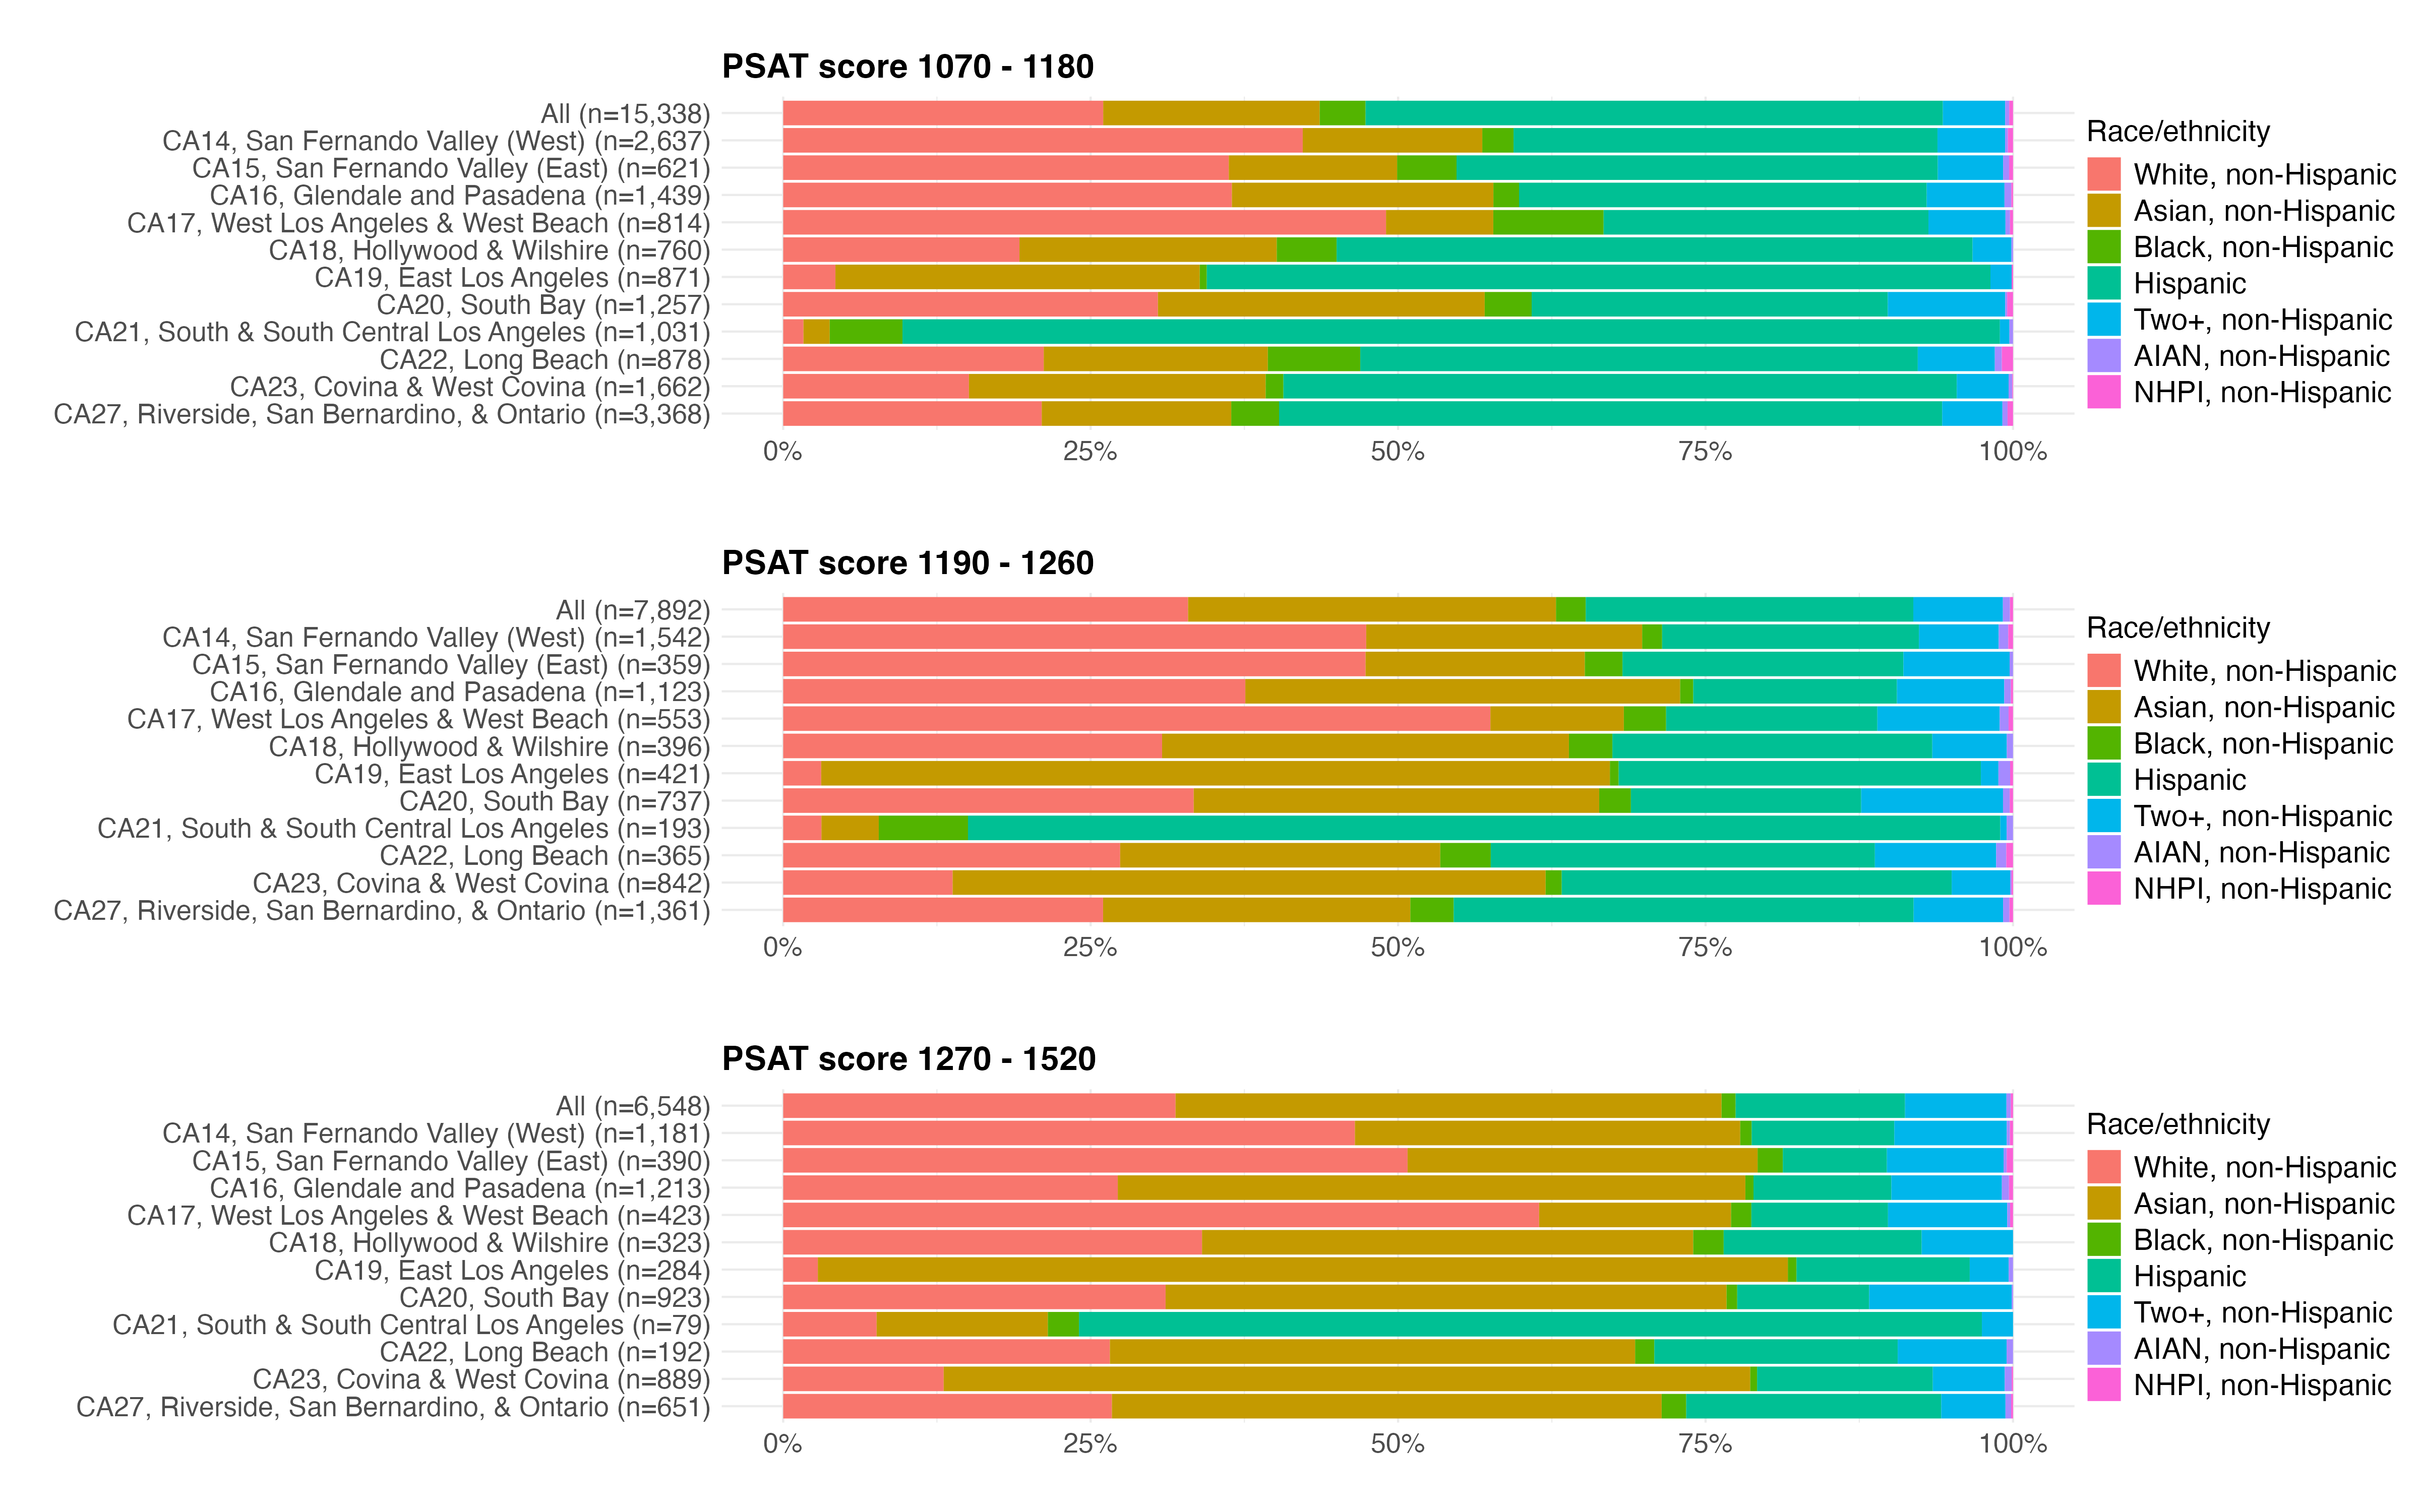 PSAT score 1070 - 1180
All (n=15,338)
CA14, San Fernando Valley (West) (n=2,637)
CA15, San Fernando Valley (East) (n=621)
CA16, Glendale and Pasadena (n=1,439)
CA17, West Los Angeles & West Beach (n=814)
CA18, Hollywood & Wilshire (n=760)
CA19, East Los Angeles (n=871)
CA20, South Bay (n=1,257)
CA21, South & South Central Los Angeles (n=1,031)
CA22, Long Beach (n=878)
CA23, Covina & West Covina (n=1,662)
CA27, Riverside, San Bernardino, & Ontario (n=3,368)
0% 25% 50% 75% 100%
Race/ethnicity
White, non-Hispanic
Asian, non-Hispanic
Black, non-Hispanic
Hispanic
Two+, non-Hispanic
AIAN, non-Hispanic
NHPI, non-Hispanic
PSAT score 1190 - 1260
All (n=7,892)
CA14, San Fernando Valley (West) (n=1,542)
CA15, San Fernando Valley (East) (n=359)
CA16, Glendale and Pasadena (n=1,123)
CA17, West Los Angeles & West Beach (n=553)
CA18, Hollywood & Wilshire (n=396)
CA19, East Los Angeles (n=421)
CA20, South Bay (n=737)
CA21, South & South Central Los Angeles (n=193)
CA22, Long Beach (n=365)
CA23, Covina & West Covina (n=842)
CA27, Riverside, San Bernardino, & Ontario (n=1,361)
0% 25% 50% 75% 100%
Race/ethnicity
White, non-Hispanic
Asian, non-Hispanic
Black, non-Hispanic
Hispanic
Two+, non-Hispanic
AIAN, non-Hispanic
NHPI, non-Hispanic
PSAT score 1270 - 1520
All (n=6,548)
CA14, San Fernando Valley (West) (n=1,181)
CA15, San Fernando Valley (East) (n=390)
CA16, Glendale and Pasadena (n=1,213)
CA17, West Los Angeles & West Beach (n=423)
CA18, Hollywood & Wilshire (n=323)
CA19, East Los Angeles (n=284)
CA20, South Bay (n=923)
CA21, South & South Central Los Angeles (n=79)
CA22, Long Beach (n=192)
CA23, Covina & West Covina (n=889)
CA27, Riverside, San Bernardino, & Ontario (n=651)
0% 25% 50% 75% 100%
Race/ethnicity
White, non-Hispanic
Asian, non-Hispanic
Black, non-Hispanic
Hispanic
Two+, non-Hispanic
AIAN, non-Hispanic
NHPI, non-Hispanic